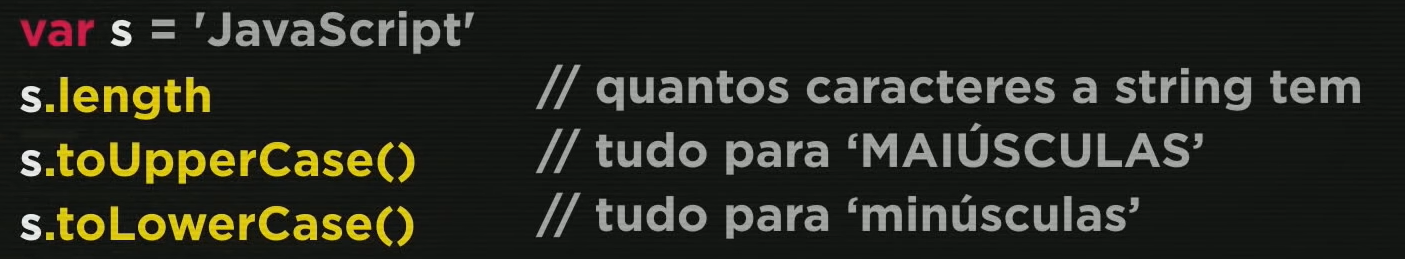 var s = 'JavaScript'
s.length // quantos caracteres a string tem
s.toUpperCase() // tudo para ‘MAIÚSCULAS’
s.toLowerCase() // tudo para ‘minúsculas’